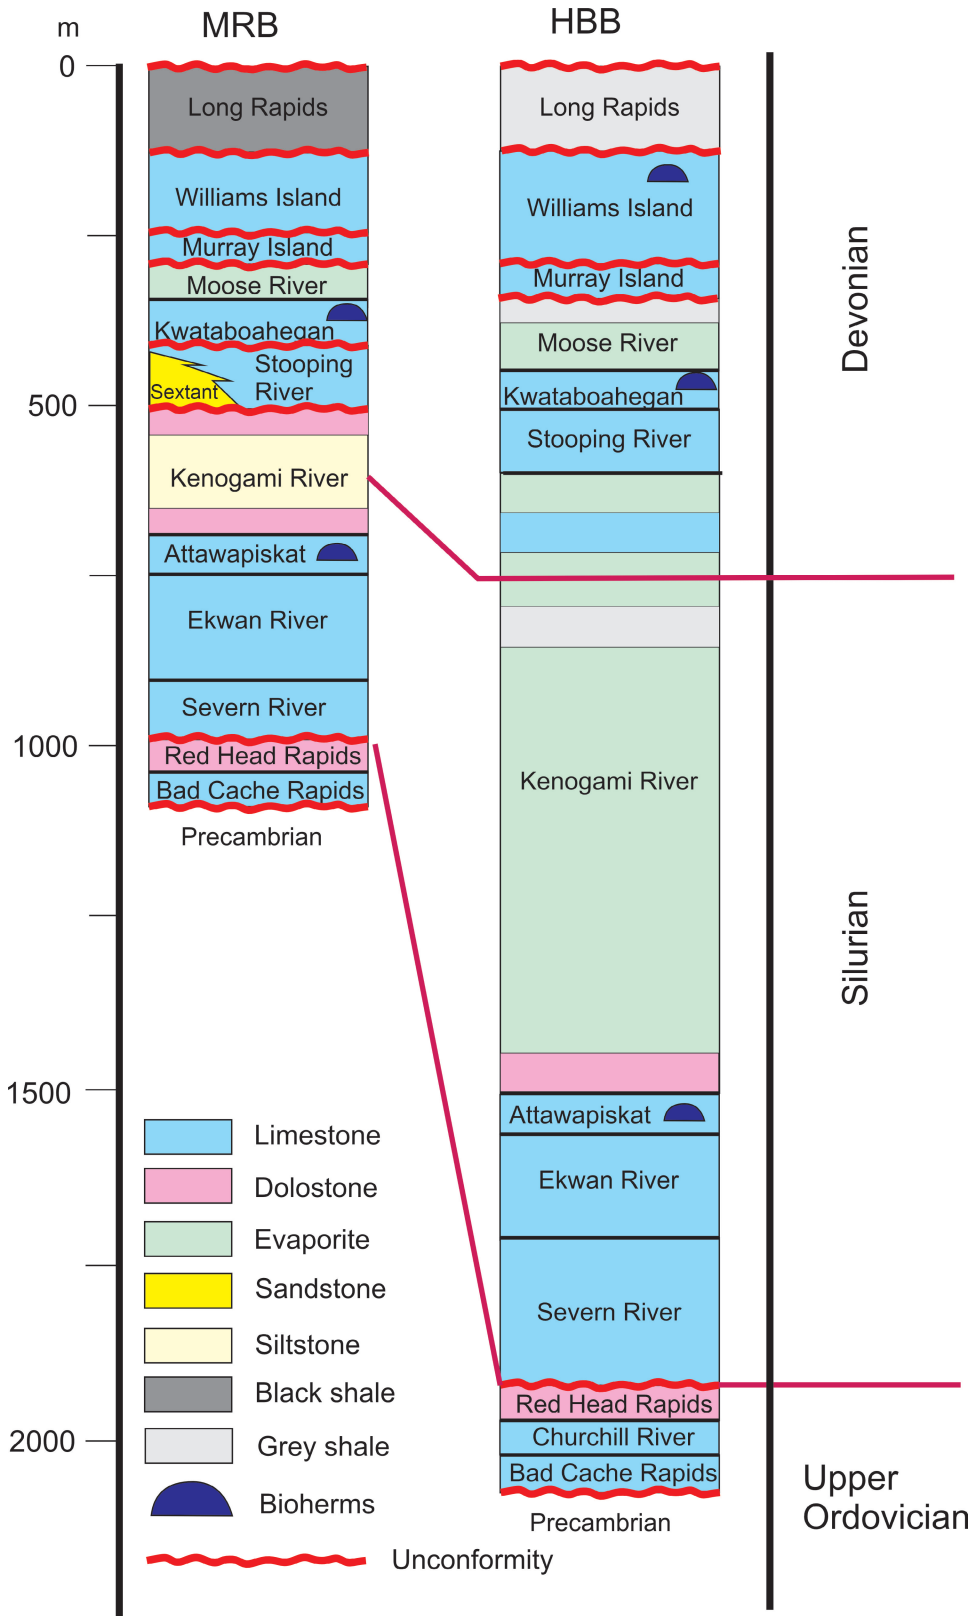 m
MRB
HBB
0
500
1000
1500
2000
Long Rapids
Williams Island
Murray Island
Moose River
Kwataboahegan
Stooping
River
Sextant
Kenogami River
Attawapiskat
Ekwan River
Severn River
Red Head Rapids
Bad Cache Rapids
Precambrian
Long Rapids
Williams Island
Murray Island
Moose River
Kwataboahegan
Stooping River
Kenogami River
Attawapiskat
Ekwan River
Severn River
Red Head Rapids
Churchill River
Bad Cache Rapids
Precambrian
Devonian
Silurian
Upper
Ordovician
Limestone
Dolostone
Evaporite
Sandstone
Siltstone
Black shale
Grey shale
Bioherms
Unconformity